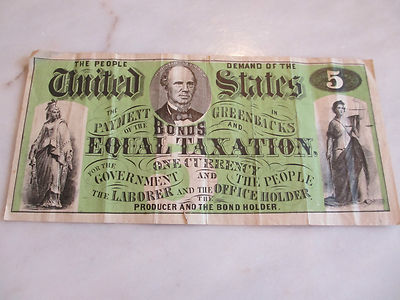 THE PEOPLE DEMAND OF THE
United States 5
THE PAYMENT OF THE BONDS IN GREENBACKS AND
EQUAL TAXATION.
ONE CURRENCY
FOR THE GOVERNMENT AND THE PEOPLE
THE LABORER AND THE OFFICE HOLDER
THE
PRODUCER AND THE BOND HOLDER.